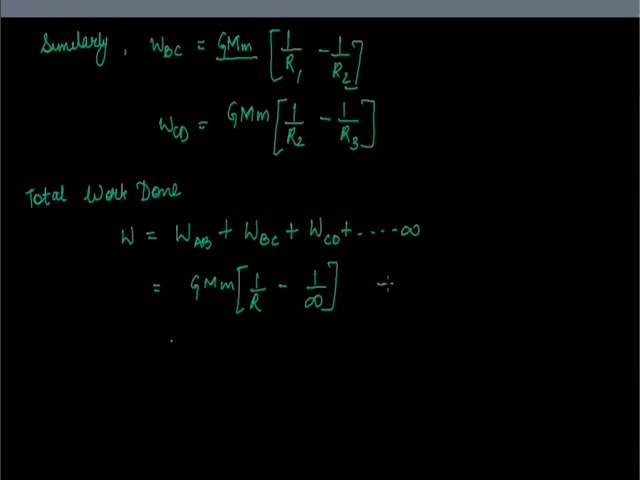 Similarly, W_BC = GMm [1/R_1 - 1/R_2]
W_CD = GMm [1/R_2 - 1/R_3]
Total Work Done
W = W_AB + W_BC + W_CD + ..... ∞
= GMm [1/R - 1/∞]